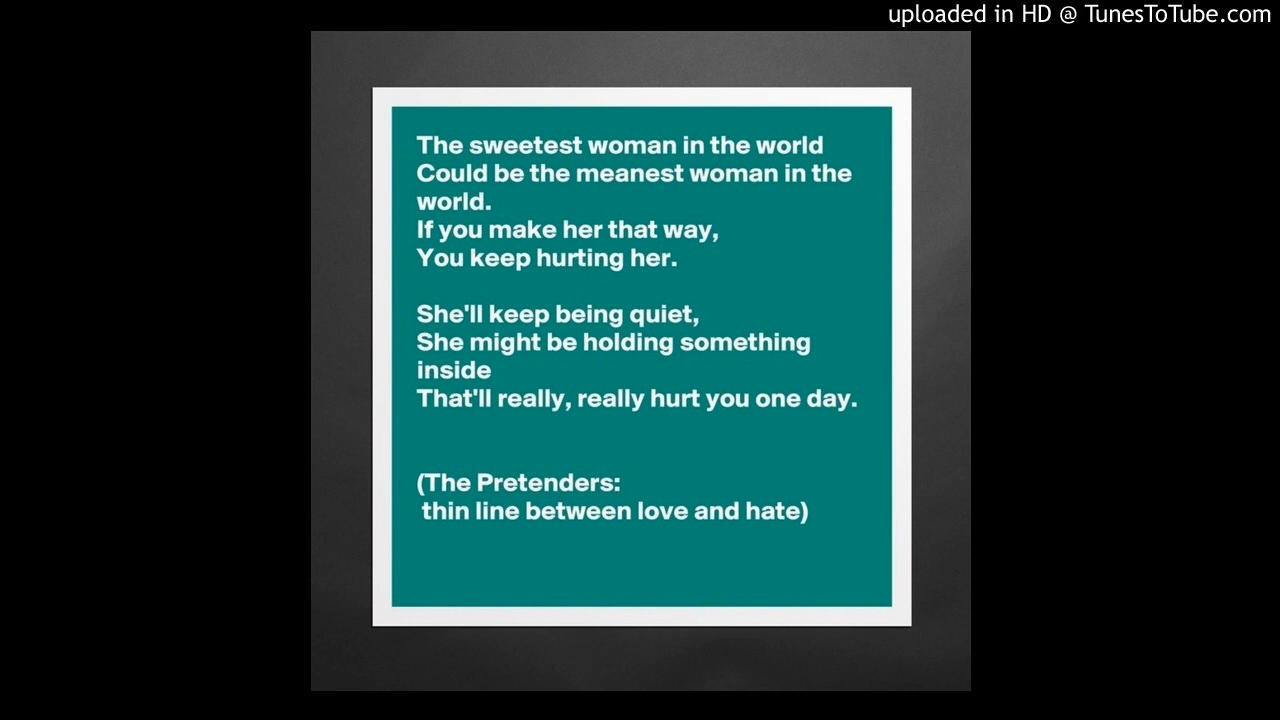 uploaded in HD @ TunesToTube.com
The sweetest woman in the world
Could be the meanest woman in the
world.
If you make her that way,
You keep hurting her.
She'll keep being quiet,
She might be holding something
inside
That'll really, really hurt you one day.
(The Pretenders:
thin line between love and hate)